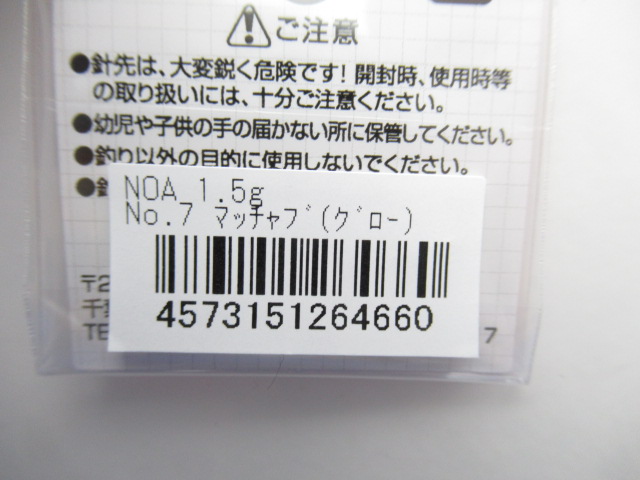 ご注意
●針先は、大変鋭く危険です! 開封時、使用時等
の取り扱いには、十分ご注意ください。
●幼児や子供の手の届かない所に保管してください。
●釣り以外の目的に使用しないでください。
●
NOA 1.5g
No.7 マッチャブ(グロー)
4573151264660
〒2
千
TE
7